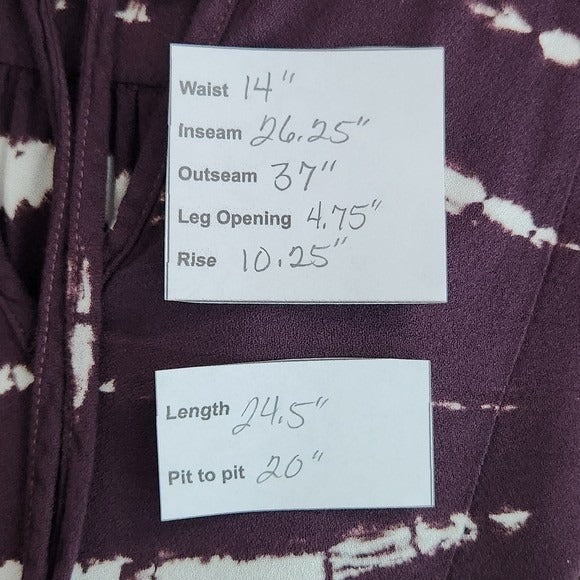 Waist 14"
Inseam 26.25"
Outseam 37"
Leg Opening 4.75"
Rise 10.25"
Length 24.5"
Pit to pit 20"